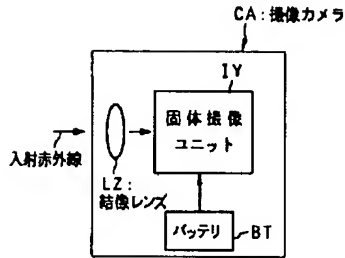 CA:撮像カメラ
IY
固体撮像
ユニット
入射赤外線
LZ:
結像レンズ
バッテリ
BT